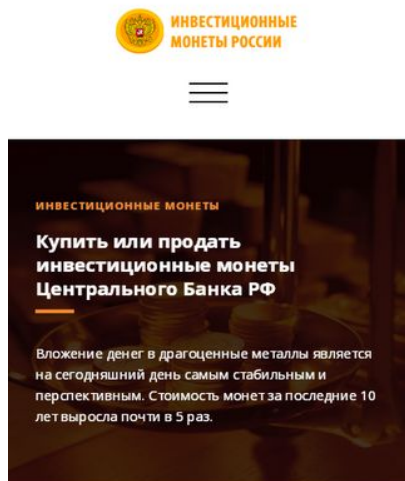 ИНВЕСТИЦИОННЫЕ
МОНЕТЫ РОССИИ
ИНВЕСТИЦИОННЫЕ МОНЕТЫ
Купить или продать
инвестиционные монеты
Центрального Банка РФ
Вложение денег в драгоценные металлы является
на сегодняшний день самым стабильным и
перспективным. Стоимость монет за последние 10
лет выросла почти в 5 раз.